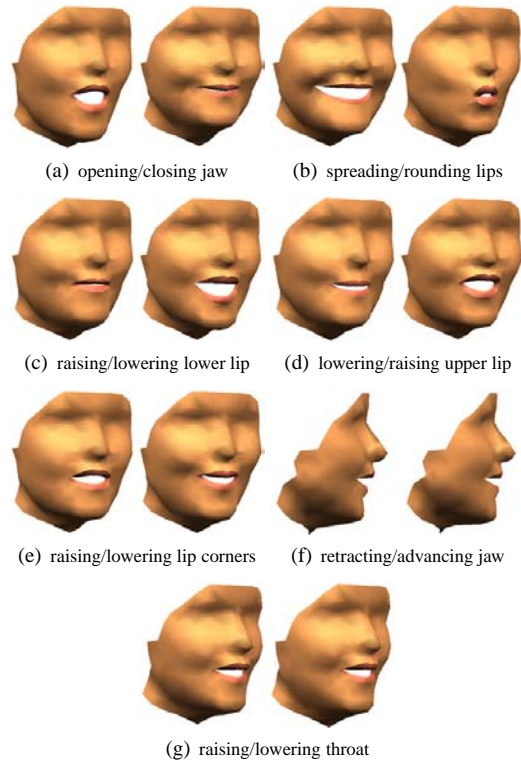 (a) opening/closing jaw
(b) spreading/rounding lips
(c) raising/lowering lower lip
(d) lowering/raising upper lip
(e) raising/lowering lip corners
(f) retracting/advancing jaw
(g) raising/lowering throat